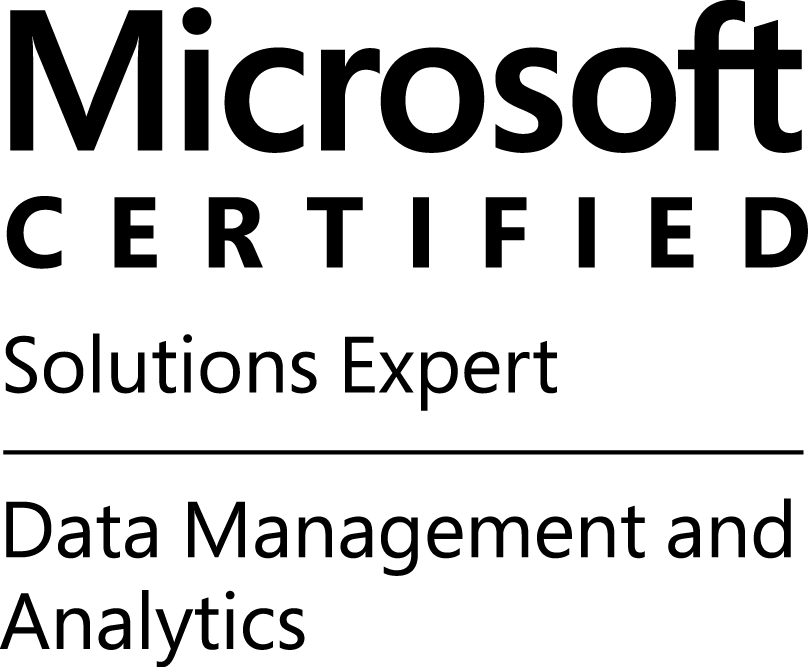 Microsoft
CERTIFIED
Solutions Expert
Data Management and
Analytics